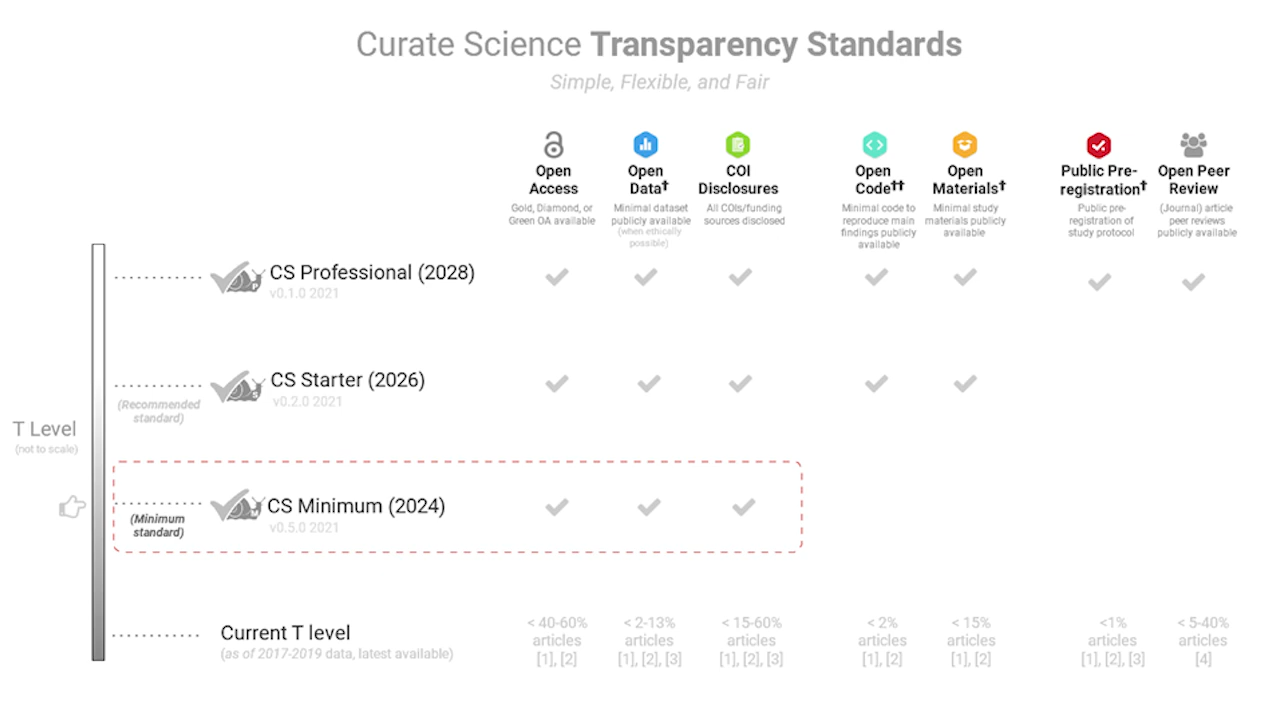 Curate Science Transparency Standards
Simple, Flexible, and Fair
Open Access
Gold, Diamond, or
Green OA available
Open Data†
Minimal dataset
publicly available
(when ethically
possible)
COI
Disclosures
All COIs/funding
sources disclosed
Open
Code††
Minimal code to
reproduce main
findings publicly
available
Open
Materials†
Minimal study
materials publicly
available
Public Pre-
registration†
Public pre-
registration of
study protocol
Open Peer
Review
(Journal) article
peer reviews
publicly available
CS Professional (2028)
v0.1.0 2021
CS Starter (2026)
v0.2.0 2021
(Recommended
standard)
T Level
(not to scale)
CS Minimum (2024)
v0.5.0 2021
(Minimum
standard)
Current T level
(as of 2017-2019 data, latest available)
< 40-60%
articles
[1], [2]
< 2-13%
articles
[1], [2], [3]
< 15-60%
articles
[1], [2], [3]
< 2%
articles
[1], [2]
< 15%
articles
[1], [2]
<1%
articles
[1], [2], [3]
< 5-40%
articles
[4]